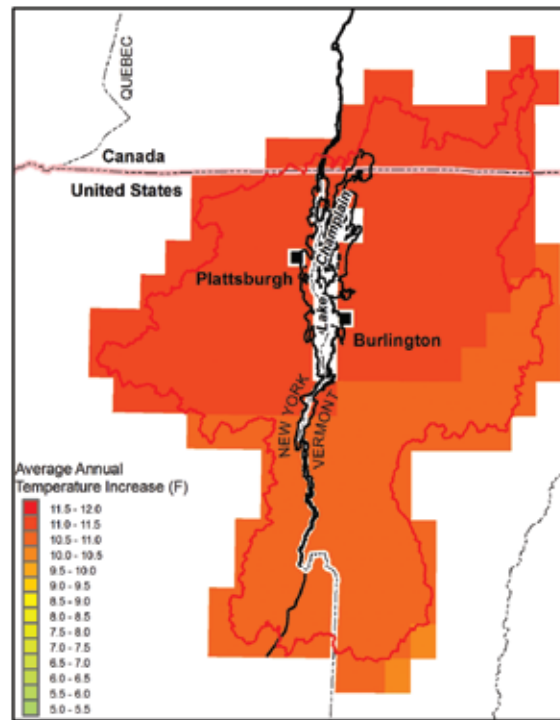 QUEBEC
Canada
United States
Lake Champlain
Plattsburgh
Burlington
NEW YORK
VERMONT
Average Annual
Temperature Increase (F)
11.5 - 12.0
11.0 - 11.5
10.5 - 11.0
10.0 - 10.5
9.5 - 10.0
9.0 - 9.5
8.5 - 9.0
8.0 - 8.5
7.5 - 8.0
7.0 - 7.5
6.5 - 7.0
6.0 - 6.5
5.5 - 6.0
5.0 - 5.5